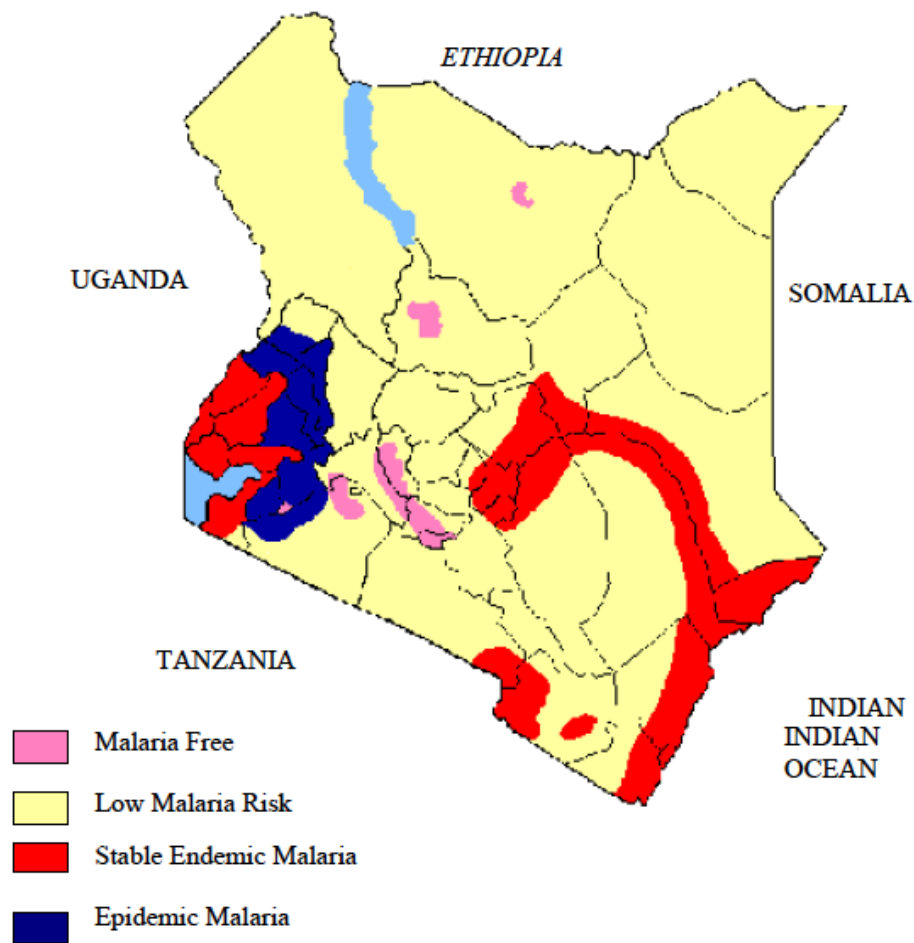 ETHIOPIA
UGANDA
SOMALIA
TANZANIA
INDIAN
INDIAN
OCEAN
Malaria Free
Low Malaria Risk
Stable Endemic Malaria
Epidemic Malaria